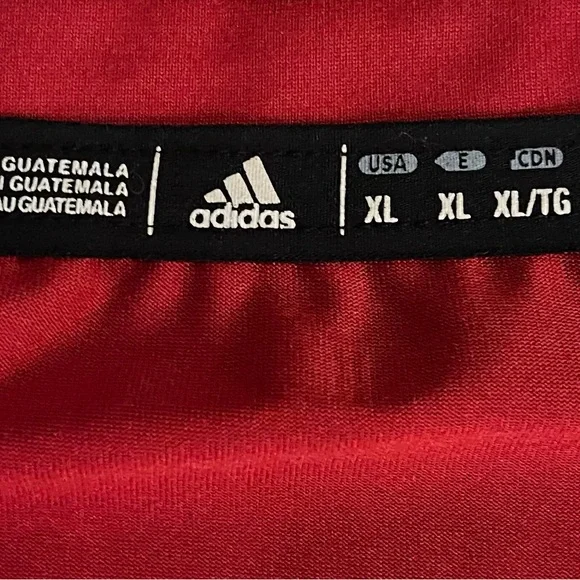 GUATEMALA
GUATEMALA
AU GUATEMALA
adidas
USA E CDN
XL XL XL/TG